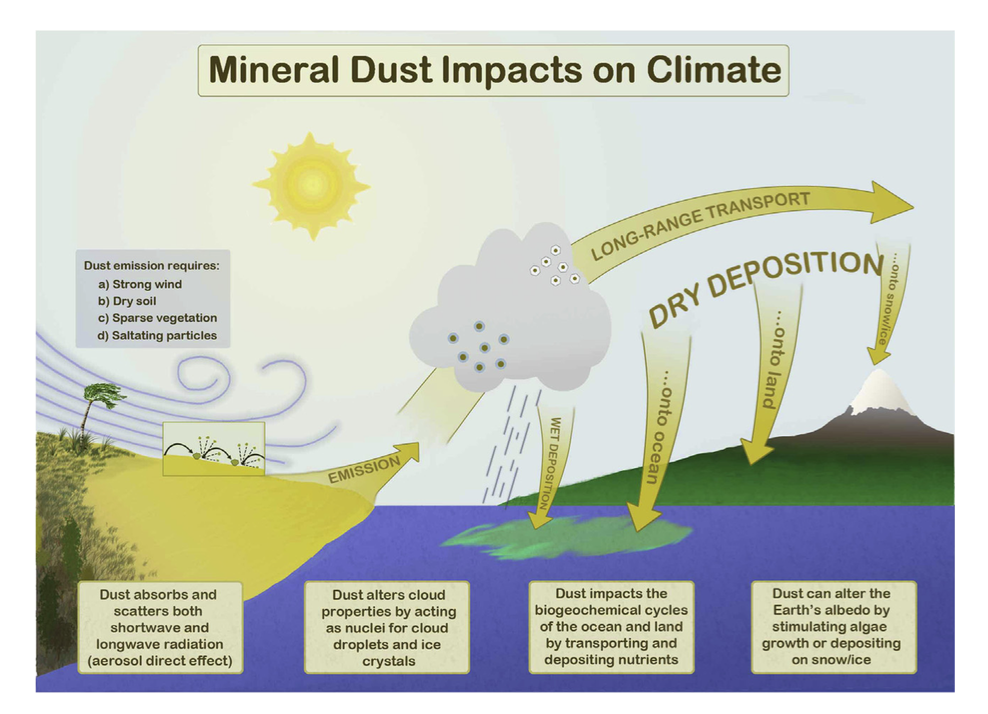 Mineral Dust Impacts on Climate
LONG-RANGE TRANSPORT
DRY DEPOSITION
...onto snow/ice
Dust emission requires:
a) Strong wind
b) Dry soil
c) Sparse vegetation
d) Saltating particles
...onto land
...onto ocean
WET DEPOSITION
EMISSION
Dust absorbs and
scatters both
shortwave and
longwave radiation
(aerosol direct effect)
Dust alters cloud
properties by acting
as nuclei for cloud
droplets and ice
crystals
Dust impacts the
biogeochemical cycles
of the ocean and land
by transporting and
depositing nutrients
Dust can alter the
Earth's albedo by
stimulating algae
growth or depositing
on snow/ice